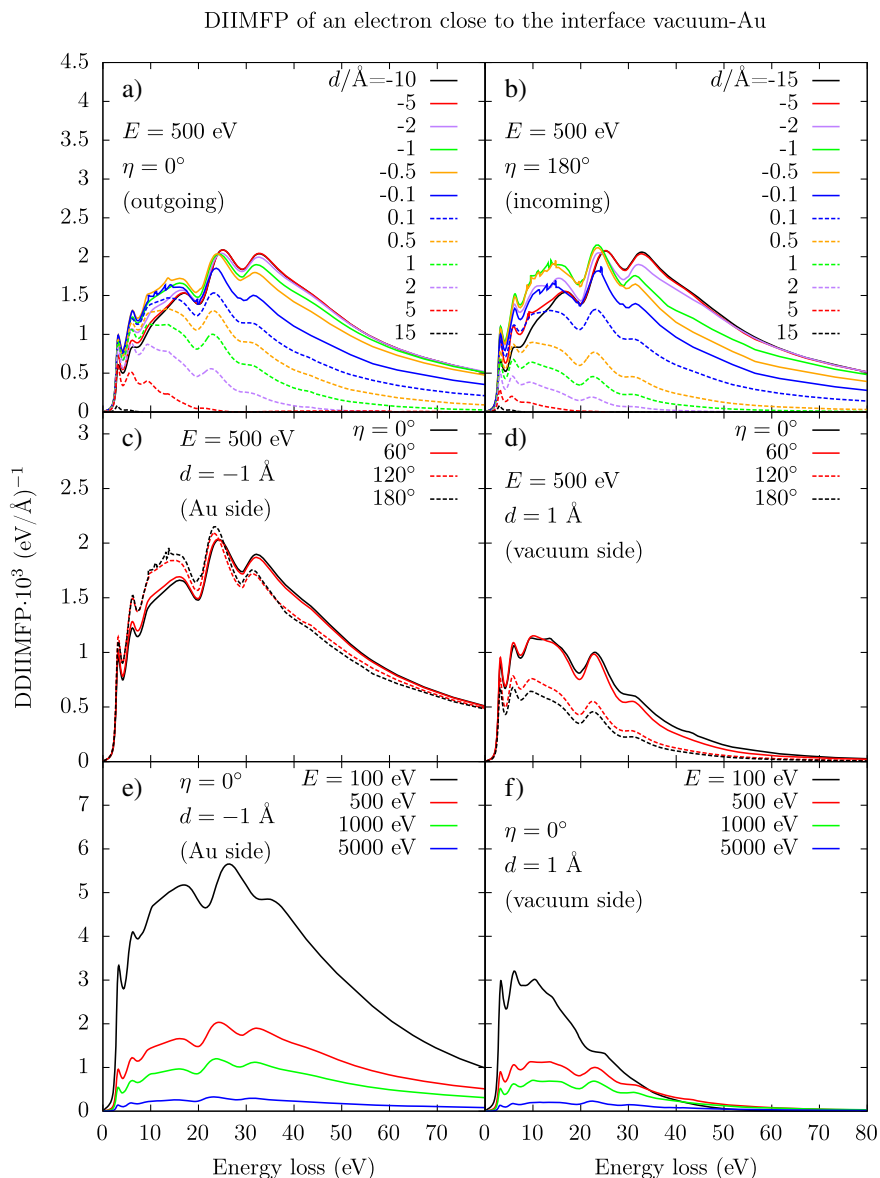 DIIMFP of an electron close to the interface vacuum-Au
DDIIMFP·10³ (eV/Å)⁻¹
4.5
4
3.5
3
2.5
2
1.5
1
0.5
0
a)
E = 500 eV
η = 0°
(outgoing)
d/Å=-10
-5
-2
-1
-0.5
-0.1
0.1
0.5
1
2
5
15
b)
E = 500 eV
η = 180°
(incoming)
d/Å=-15
-5
-2
-1
-0.5
-0.1
0.1
0.5
1
2
5
15
3
2.5
2
1.5
1
0.5
0
c)
E = 500 eV
d = −1 Å
(Au side)
η = 0°
60°
120°
180°
d)
E = 500 eV
d = 1 Å
(vacuum side)
η = 0°
60°
120°
180°
7
6
5
4
3
2
1
0
e)
η = 0°
d = −1 Å
(Au side)
E = 100 eV
500 eV
1000 eV
5000 eV
f)
η = 0°
d = 1 Å
(vacuum side)
E = 100 eV
500 eV
1000 eV
5000 eV
0 10 20 30 40 50 60 70
0 10 20 30 40 50 60 70 80
Energy loss (eV)
Energy loss (eV)